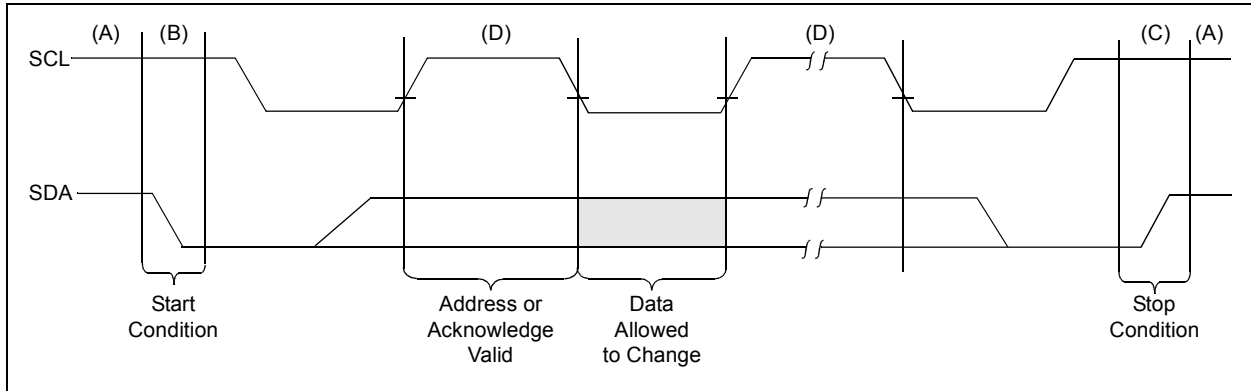 (A) (B) (D) (D) (C) (A)
SCL
SDA
Start
Condition
Address or
Acknowledge
Valid
Data
Allowed
to Change
Stop
Condition